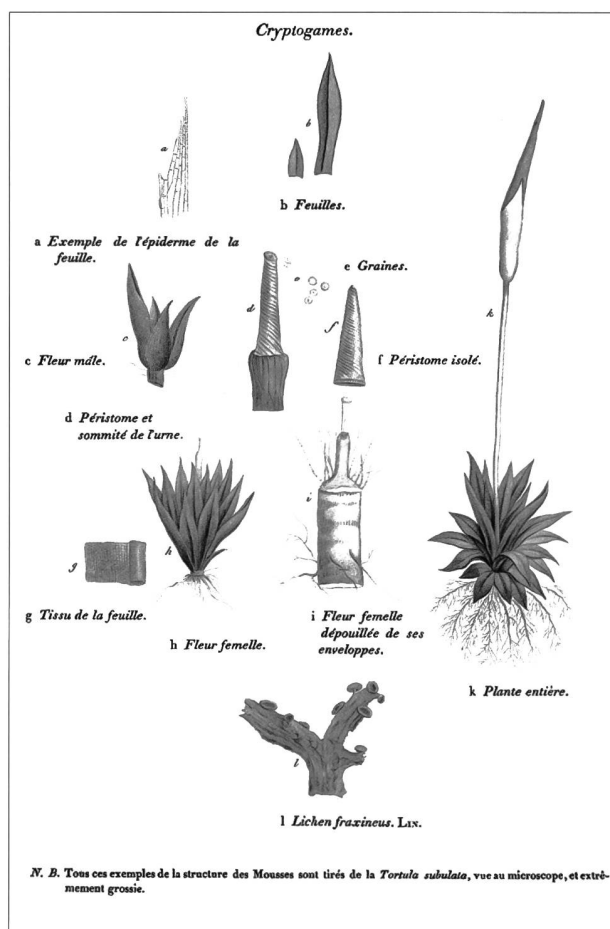 Cryptogames.
a
b
b Feuilles.
a Exemple de l'épiderme de la
feuille.
e
e Graines.
d
f
k
c
c Fleur mâle.
f Péristome isolé.
d Péristome et
sommité de l'urne.
i
g
h
g Tissu de la feuille.
h Fleur femelle.
i Fleur femelle
dépouillée de ses
enveloppes.
k Plante entière.
l
l Lichen fraxineus. Lin.
N. B. Tous ces exemples de la structure des Mousses sont tirés de la Tortula subulata, vue au microscope, et extrê-
mement grossie.